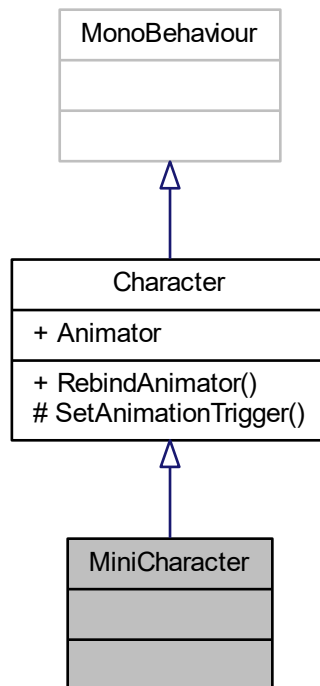 MonoBehaviour
Character
+ Animator
+ RebindAnimator()
# SetAnimationTrigger()
MiniCharacter